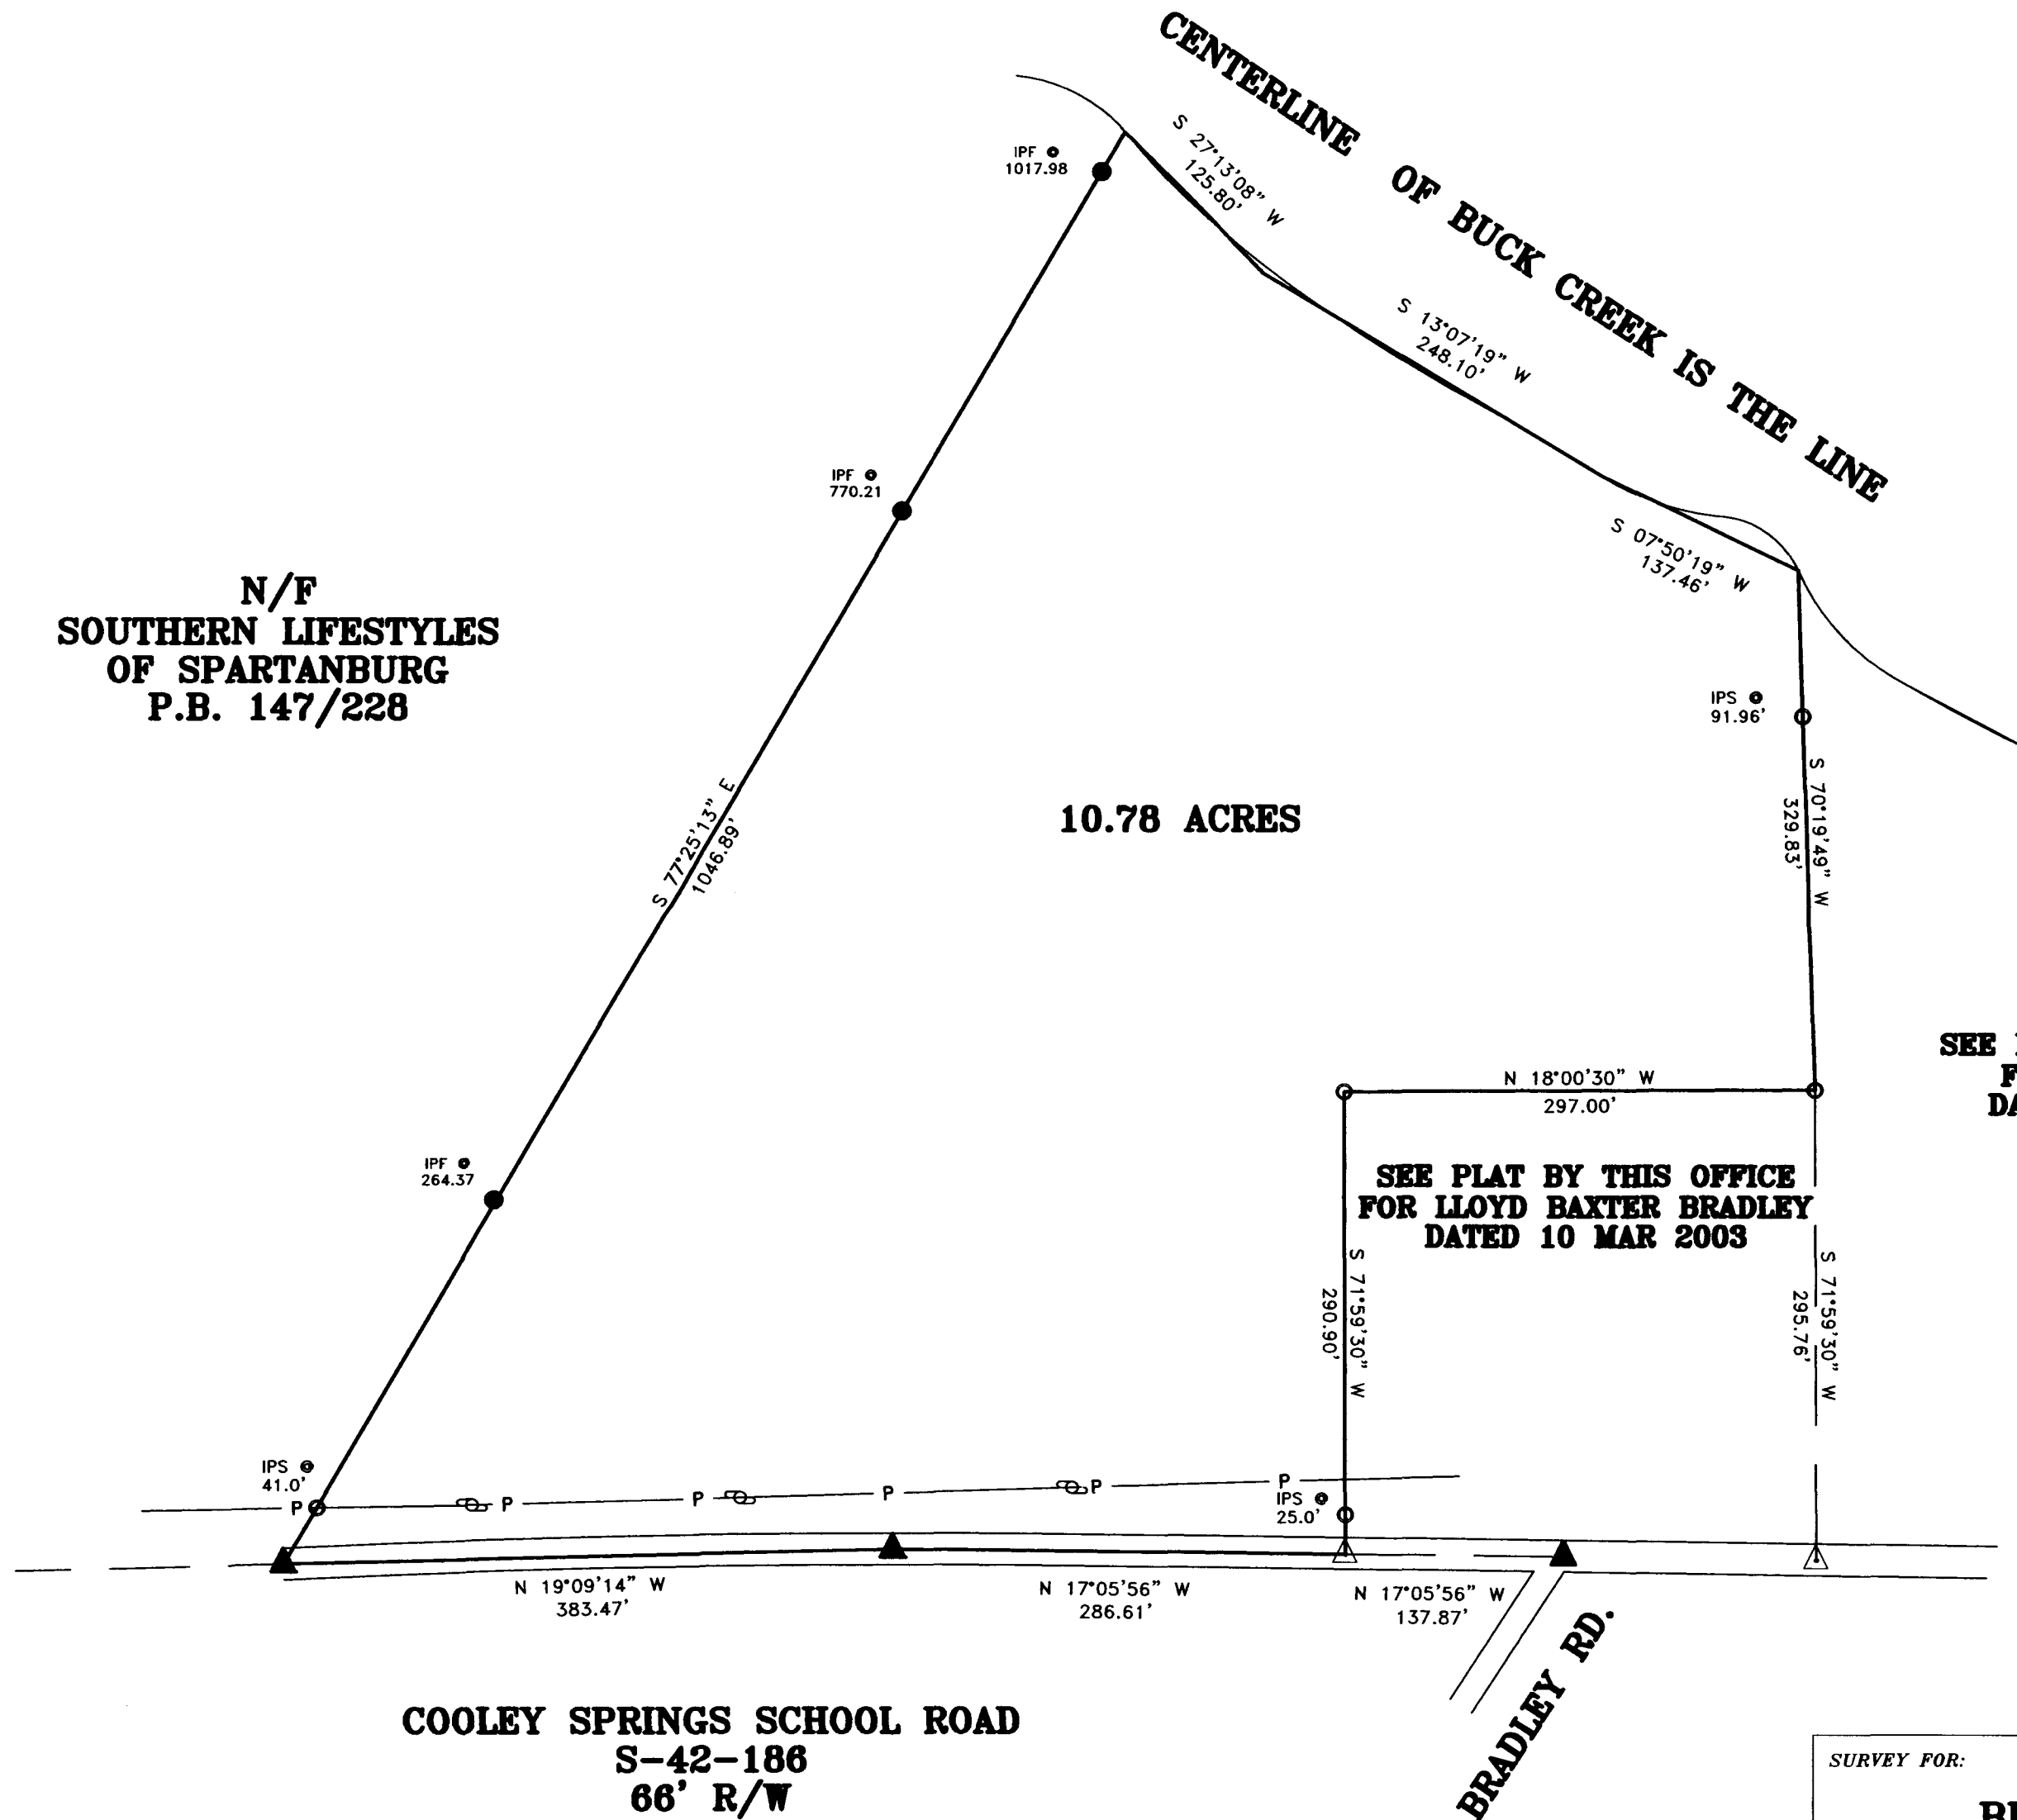 CENTERLINE OF BUCK CREEK IS THE LINE
S 27°13'08" W
125.80'
IPF
1017.98
S 13°07'19" W
248.10'
IPF
770.21
S 07°50'19" W
137.46'
N/F
SOUTHERN LIFESTYLES
OF SPARTANBURG
P.B. 147/228
IPS
91.96'
S 70°19'49" W
329.83'
S 77°25'13" E
1046.89'
10.78 ACRES
SEE
N 18°00'30" W
297.00'
IPF
264.37
SEE PLAT BY THIS OFFICE
FOR LLOYD BAXTER BRADLEY
DATED 10 MAR 2003
S 71°59'30" W
290.90'
S 71°59'30" W
295.76'
IPS
41.0'
P P P P P P
IPS
25.0'
N 19°09'14" W
383.47'
N 17°05'56" W
286.61'
N 17°05'56" W
137.87'
BRADLEY RD.
COOLEY SPRINGS SCHOOL ROAD
S-42-186
66' R/W
SURVEY FOR: